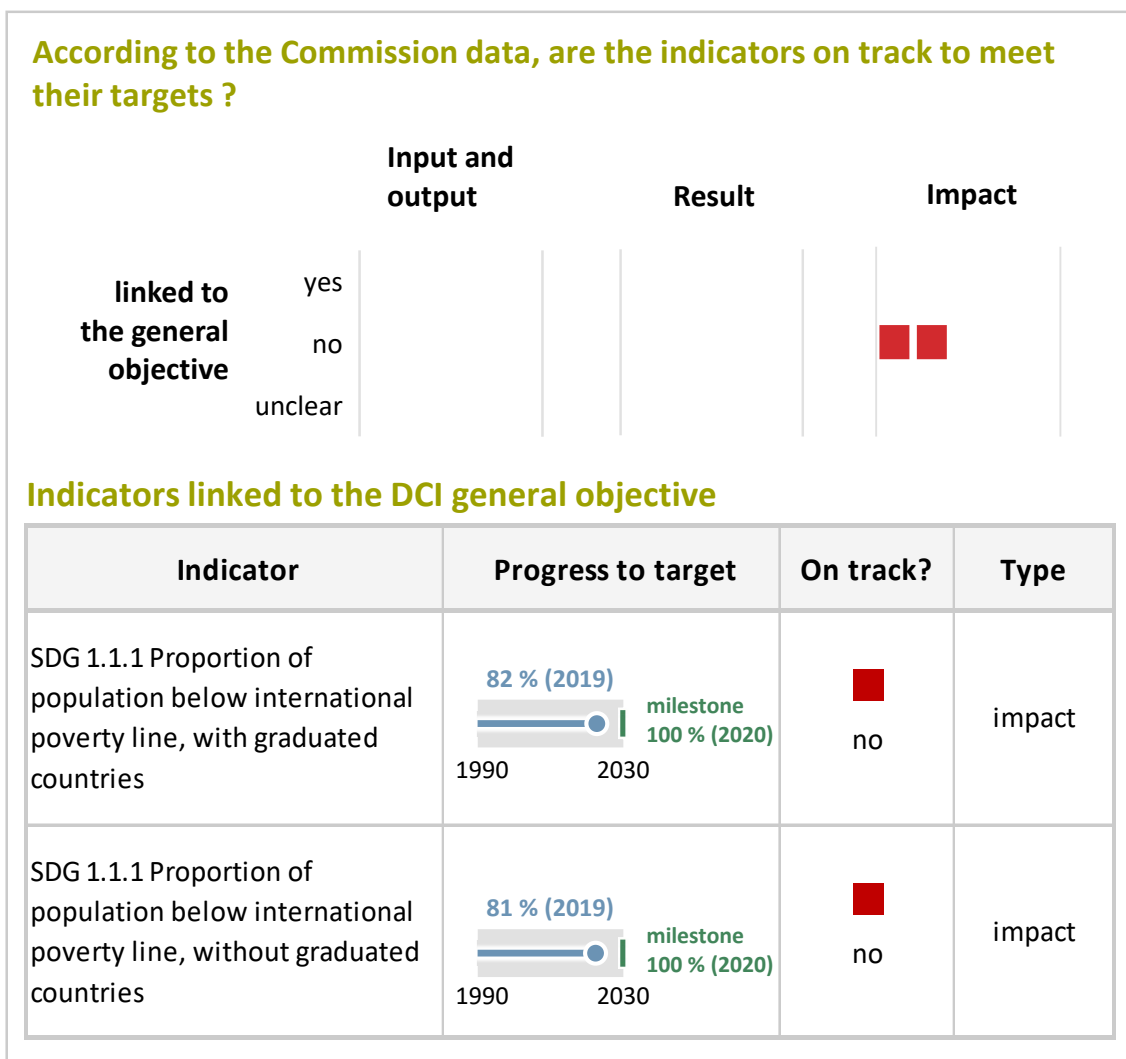 According to the Commission data, are the indicators on track to meet
their targets ?
Input and
output
Result
Impact
linked to
the general
objective
yes
no
unclear
Indicators linked to the DCI general objective
Indicator
Progress to target
On track?
Type
SDG 1.1.1 Proportion of
population below international
poverty line, with graduated
countries
82 % (2019)
milestone
100 % (2020)
1990
2030
no
impact
SDG 1.1.1 Proportion of
population below international
poverty line, without graduated
countries
81 % (2019)
milestone
100 % (2020)
1990
2030
no
impact